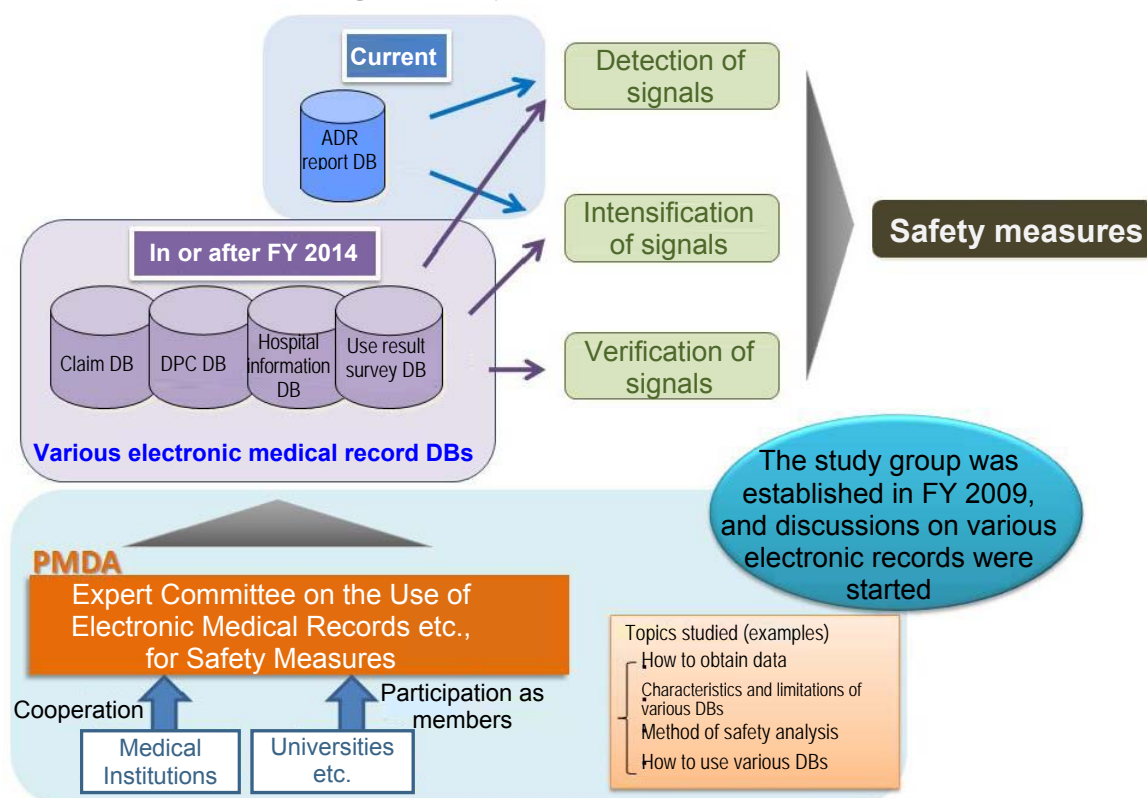 Current
ADR
report DB
Detection of
signals
Intensification
of signals
Verification of
signals
Safety measures
In or after FY 2014
Claim DB
DPC DB
Hospital
information
DB
Use result
survey DB
Various electronic medical record DBs
The study group was
established in FY 2009,
and discussions on various
electronic records were
started
PMDA
Expert Committee on the Use of
Electronic Medical Records etc.,
for Safety Measures
Cooperation
Participation as
members
Medical
Institutions
Universities
etc.
Topics studied (examples)
How to obtain data
Characteristics and limitations of
various DBs
Method of safety analysis
How to use various DBs